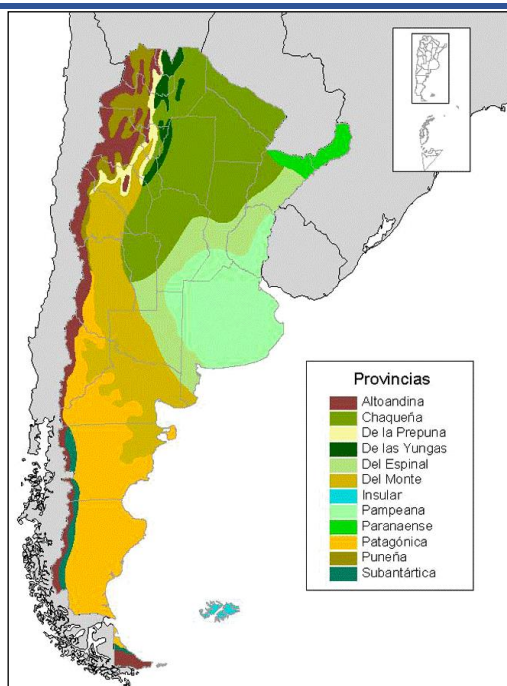 Provincias
Altoandina
Chaqueña
De la Prepuna
De las Yungas
Del Espinal
Del Monte
Insular
Pampeana
Paranaense
Patagónica
Puneña
Subantártica